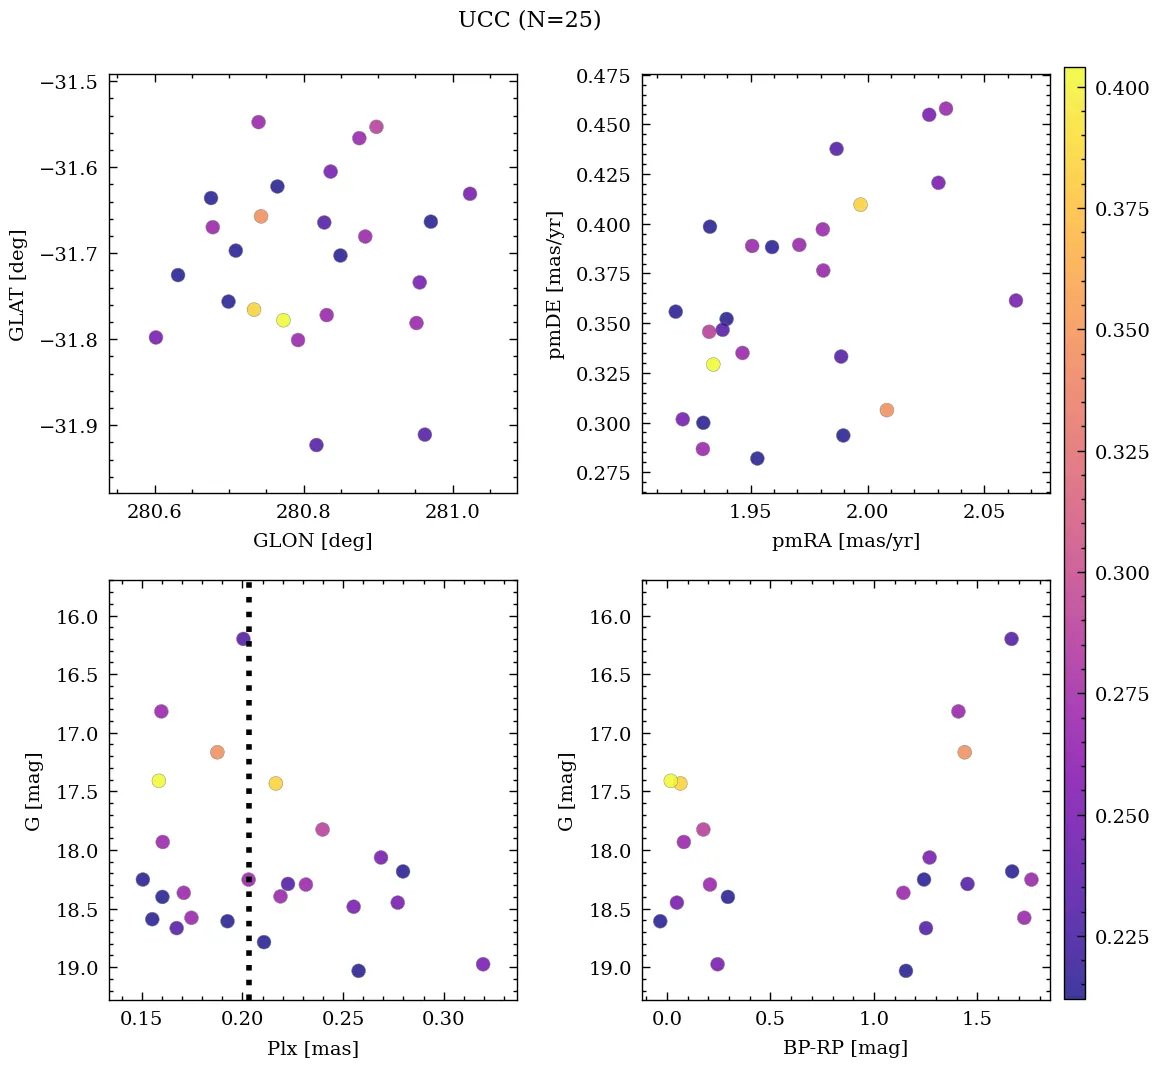 UCC (N=25)
−31.5
−31.6
−31.7
−31.8
−31.9
GLAT [deg]
280.6 280.8 281.0
GLON [deg]
0.475
0.450
0.425
0.400
0.375
0.350
0.325
0.300
0.275
pmDE [mas/yr]
1.95 2.00 2.05
pmRA [mas/yr]
16.0
16.5
17.0
17.5
18.0
18.5
19.0
G [mag]
0.15 0.20 0.25 0.30
Plx [mas]
16.0
16.5
17.0
17.5
18.0
18.5
19.0
G [mag]
0.0 0.5 1.0 1.5
BP-RP [mag]
0.400
0.375
0.350
0.325
0.300
0.275
0.250
0.225